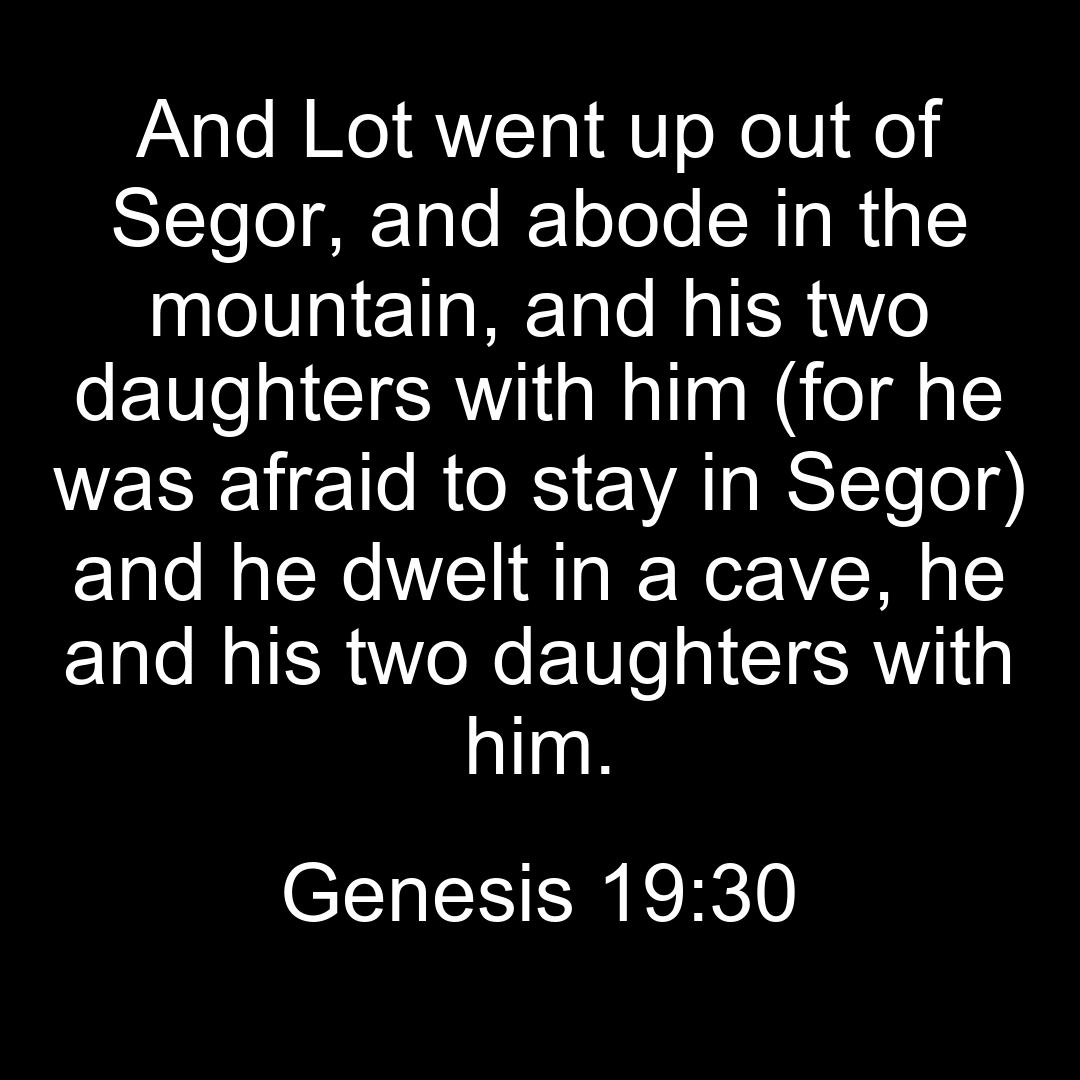 And Lot went up out of
Segor, and abode in the
mountain, and his two
daughters with him (for he
was afraid to stay in Segor)
and he dwelt in a cave, he
and his two daughters with
him.
Genesis 19:30